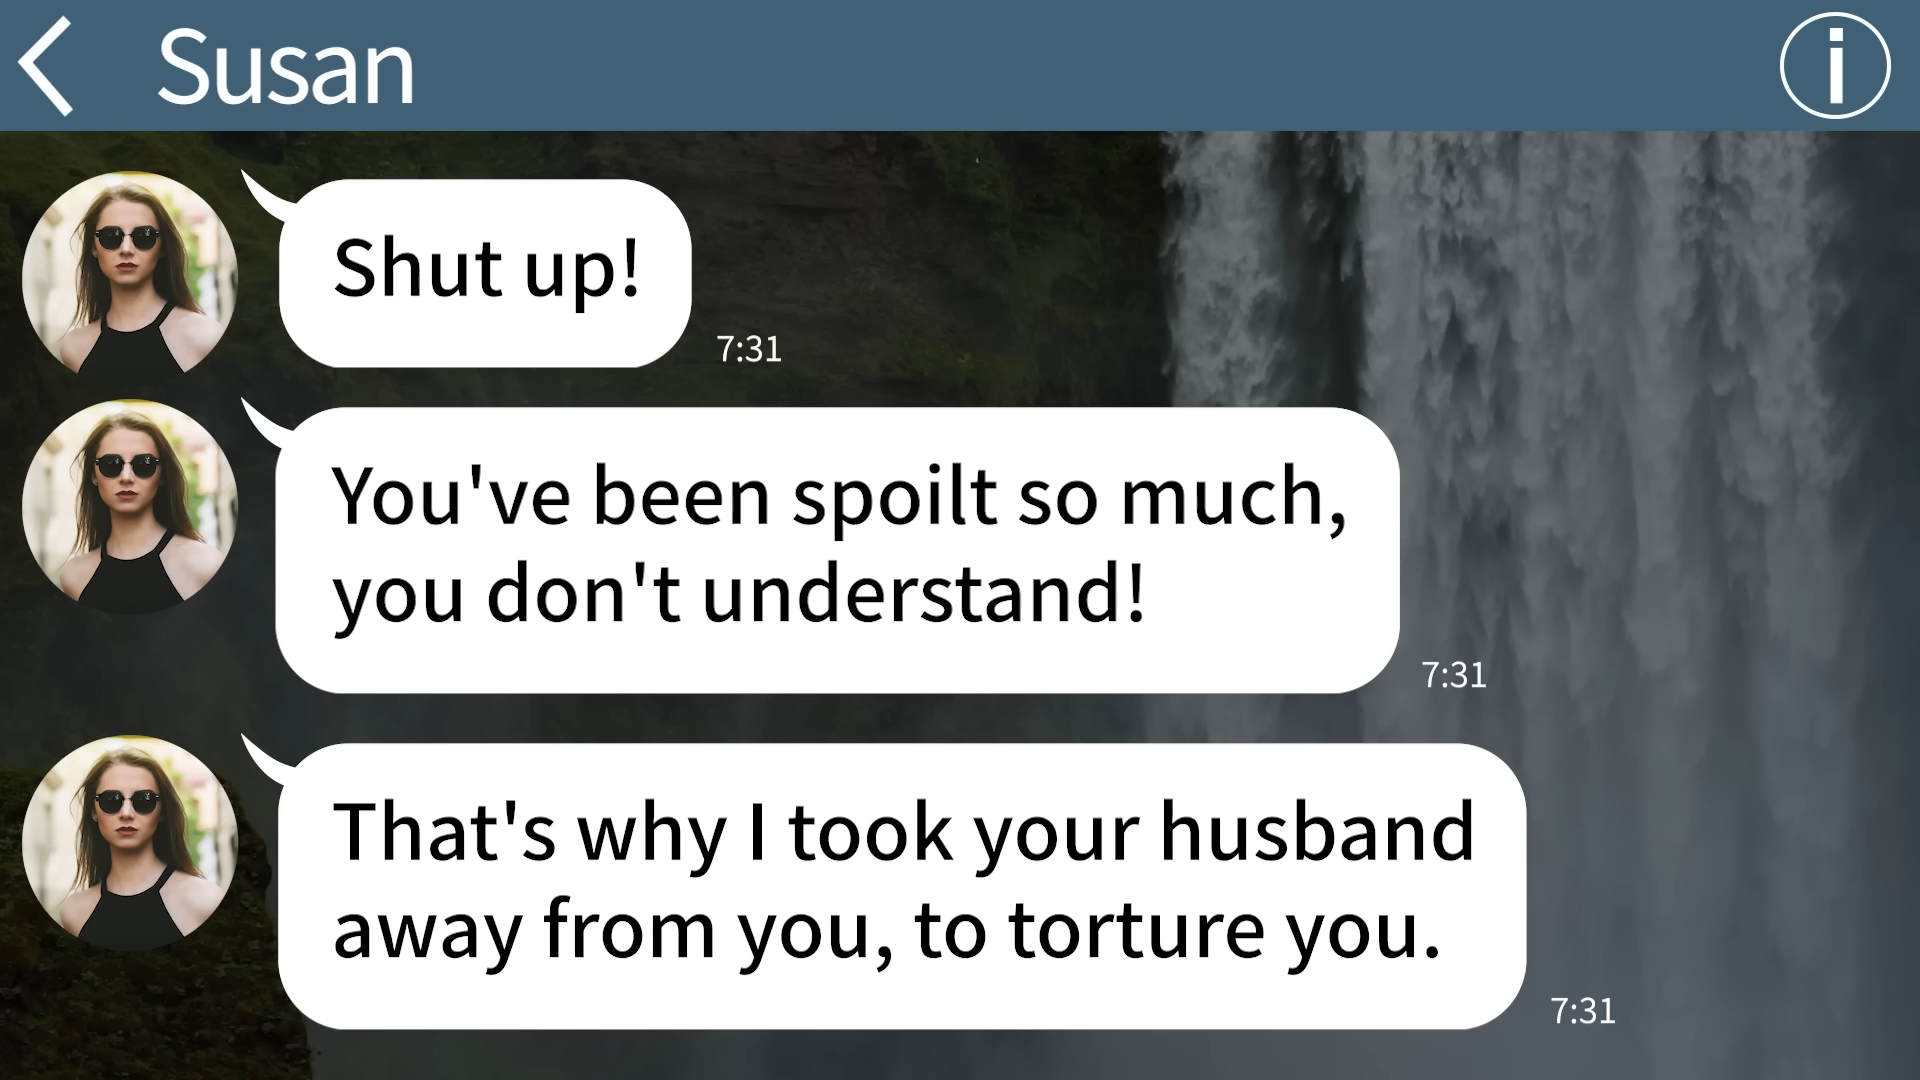 Susan
Shut up!
7:31
You've been spoilt so much,
you don't understand!
7:31
That's why I took your husband
away from you, to torture you.
7:31